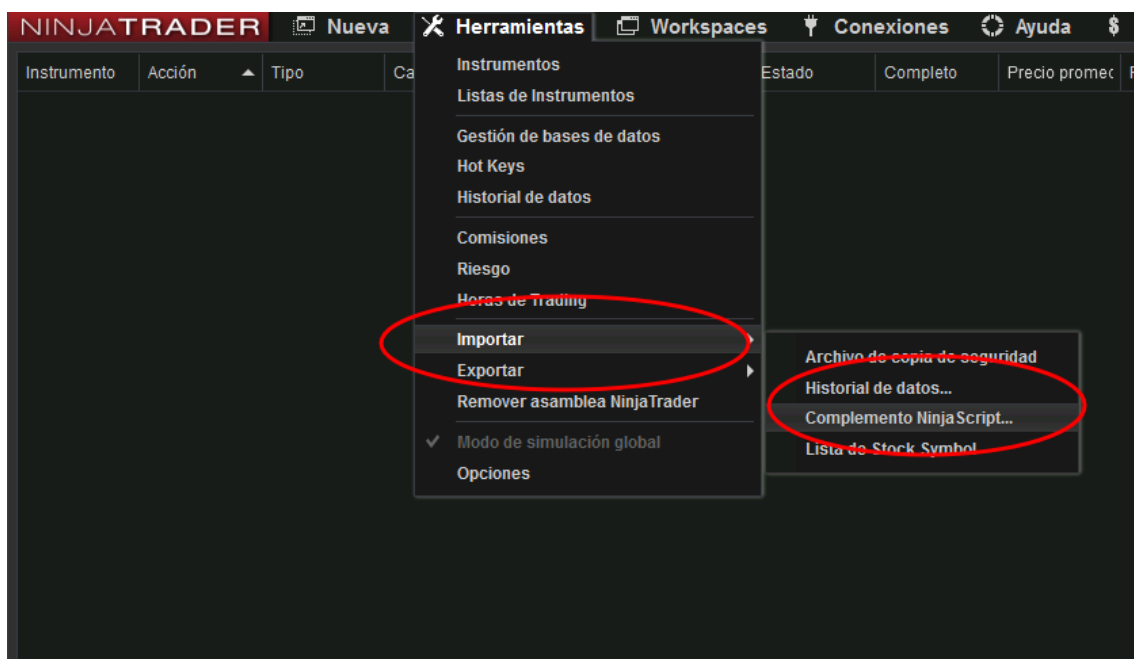 NINJATRADER Nueva Herramientas Workspaces Conexiones Ayuda $
Instrumento Acción Tipo Ca Estado Completo Precio promec
Instrumentos
Listas de Instrumentos
Gestión de bases de datos
Hot Keys
Historial de datos
Comisiones
Riesgo
Horas de Trading
Importar
Exportar
Remover asamblea NinjaTrader
Modo de simulación global
Opciones
Archivo de copia de seguridad
Historial de datos...
Complemento NinjaScript...
Lista de Stock Symbol